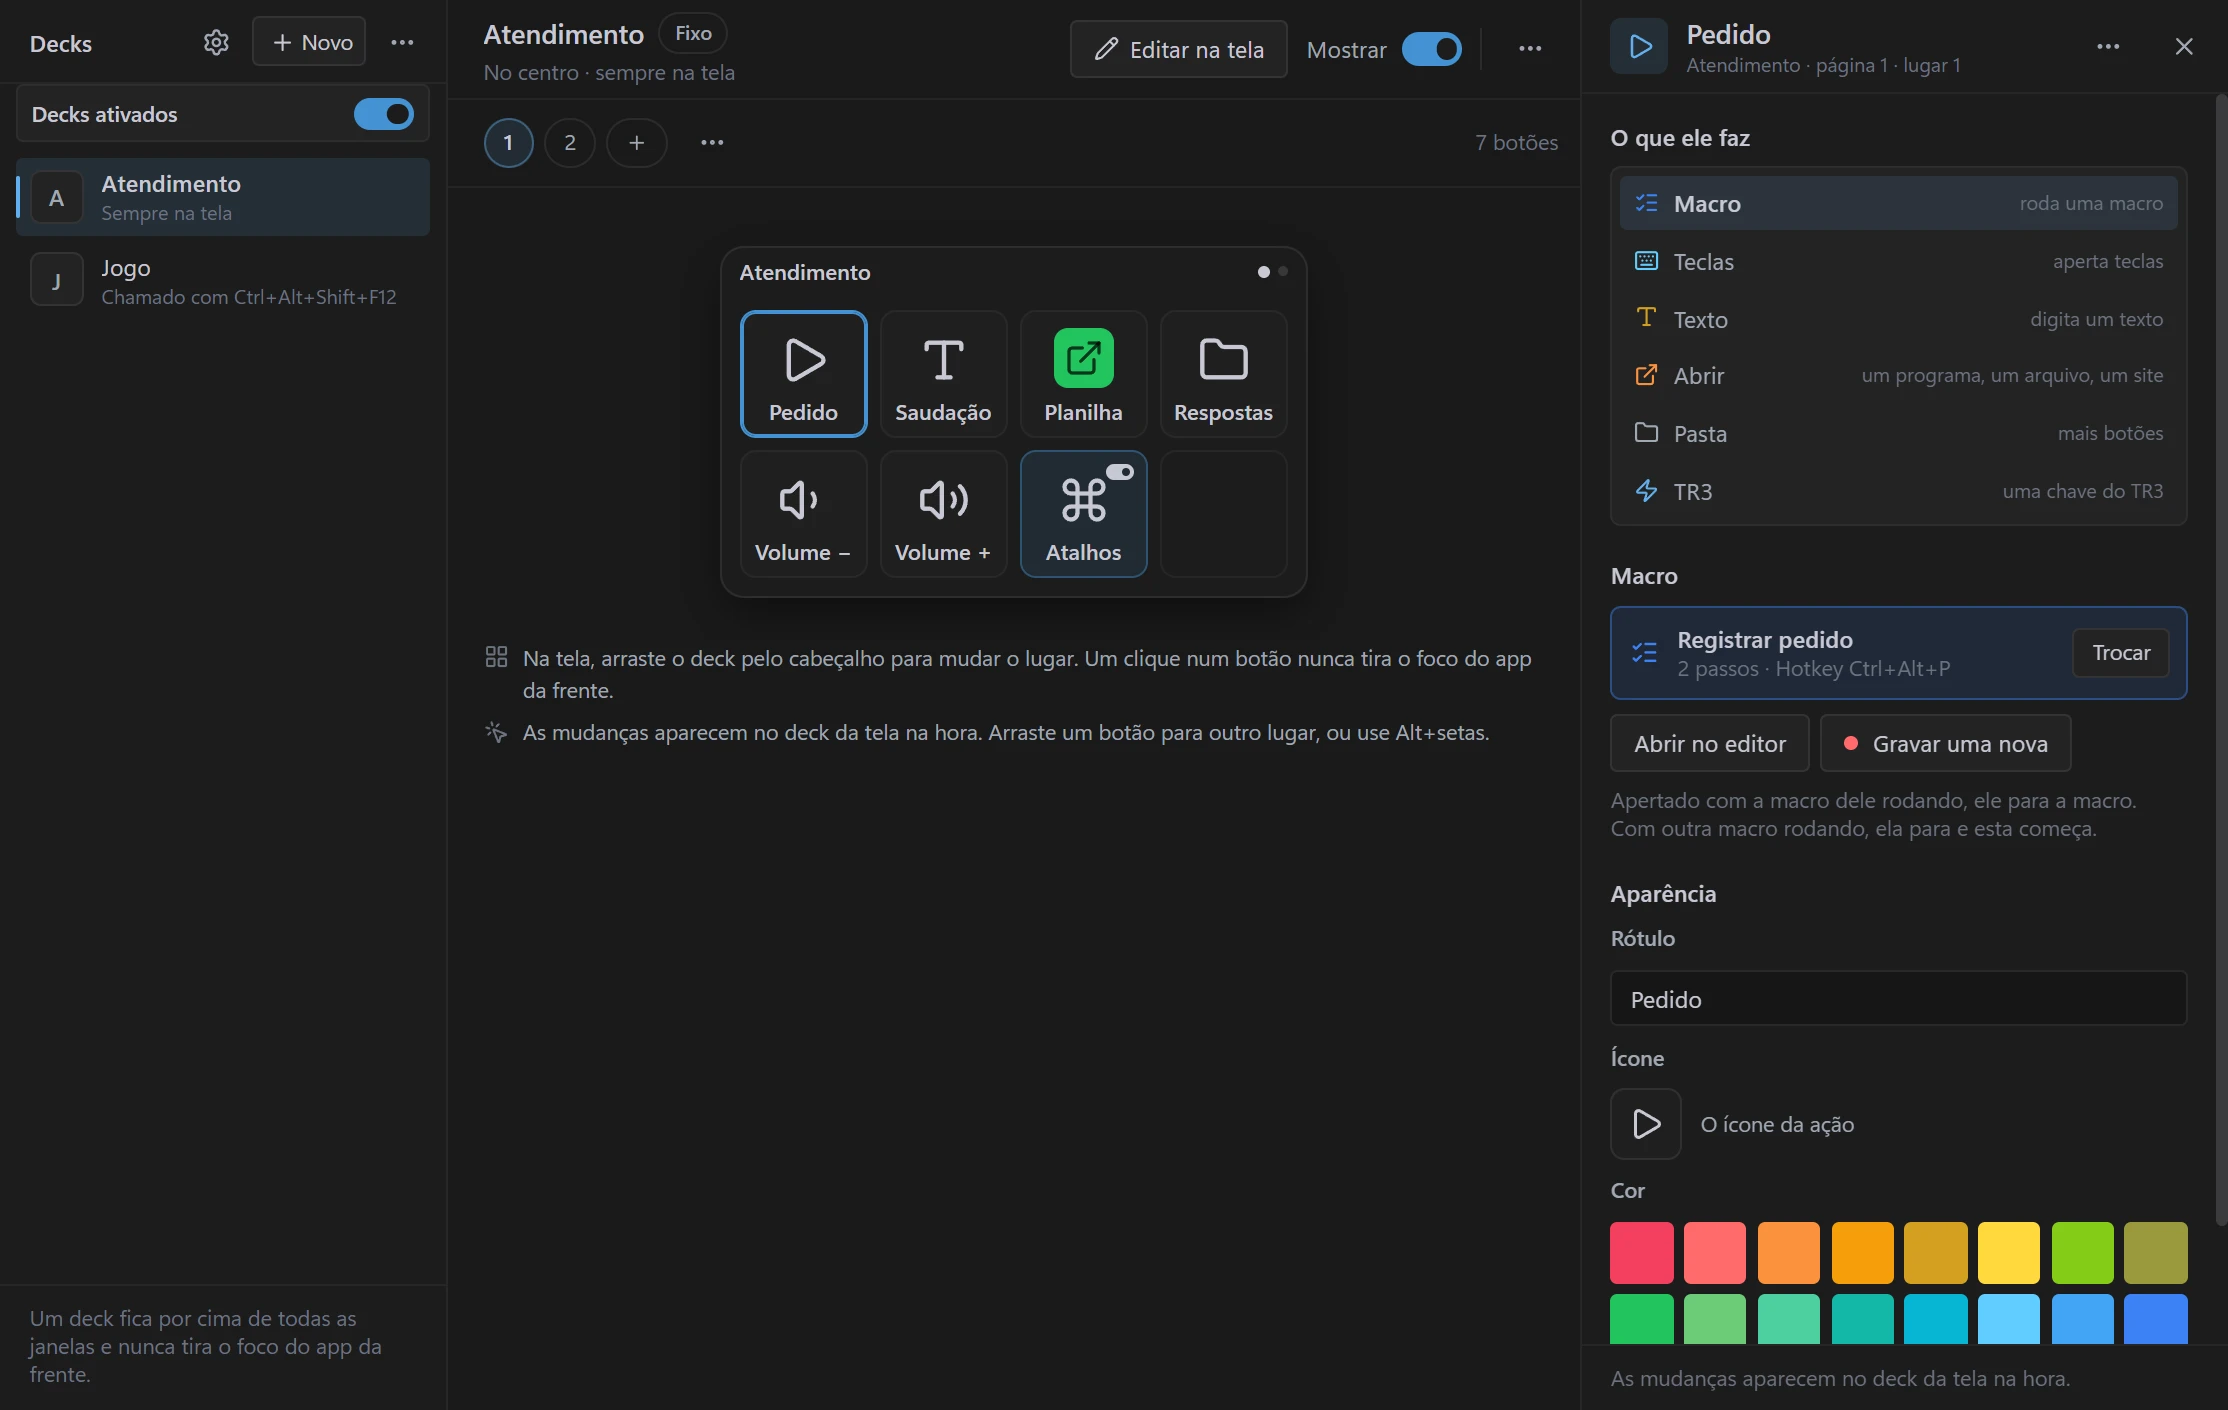 Decks
Novo
Decks ativados
A
Atendimento
Sempre na tela
J
Jogo
Chamado com Ctrl+Alt+Shift+F12
Um deck fica por cima de todas as
janelas e nunca tira o foco do app da
frente.
Atendimento
Fixo
No centro · sempre na tela
Editar na tela
Mostrar
1
2
7 botões
Atendimento
Pedido
Saudação
Planilha
Respostas
Volume −
Volume +
Atalhos
Na tela, arraste o deck pelo cabeçalho para mudar o lugar. Um clique num botão nunca tira o foco do app
da frente.
As mudanças aparecem no deck da tela na hora. Arraste um botão para outro lugar, ou use Alt+setas.
Pedido
Atendimento · página 1 · lugar 1
O que ele faz
Macro
roda uma macro
Teclas
aperta teclas
Texto
digita um texto
Abrir
um programa, um arquivo, um site
Pasta
mais botões
TR3
uma chave do TR3
Macro
Registrar pedido
2 passos · Hotkey Ctrl+Alt+P
Trocar
Abrir no editor
Gravar uma nova
Apertado com a macro dele rodando, ele para a macro.
Com outra macro rodando, ela para e esta começa.
Aparência
Rótulo
Pedido
Ícone
O ícone da ação
Cor
As mudanças aparecem no deck da tela na hora.